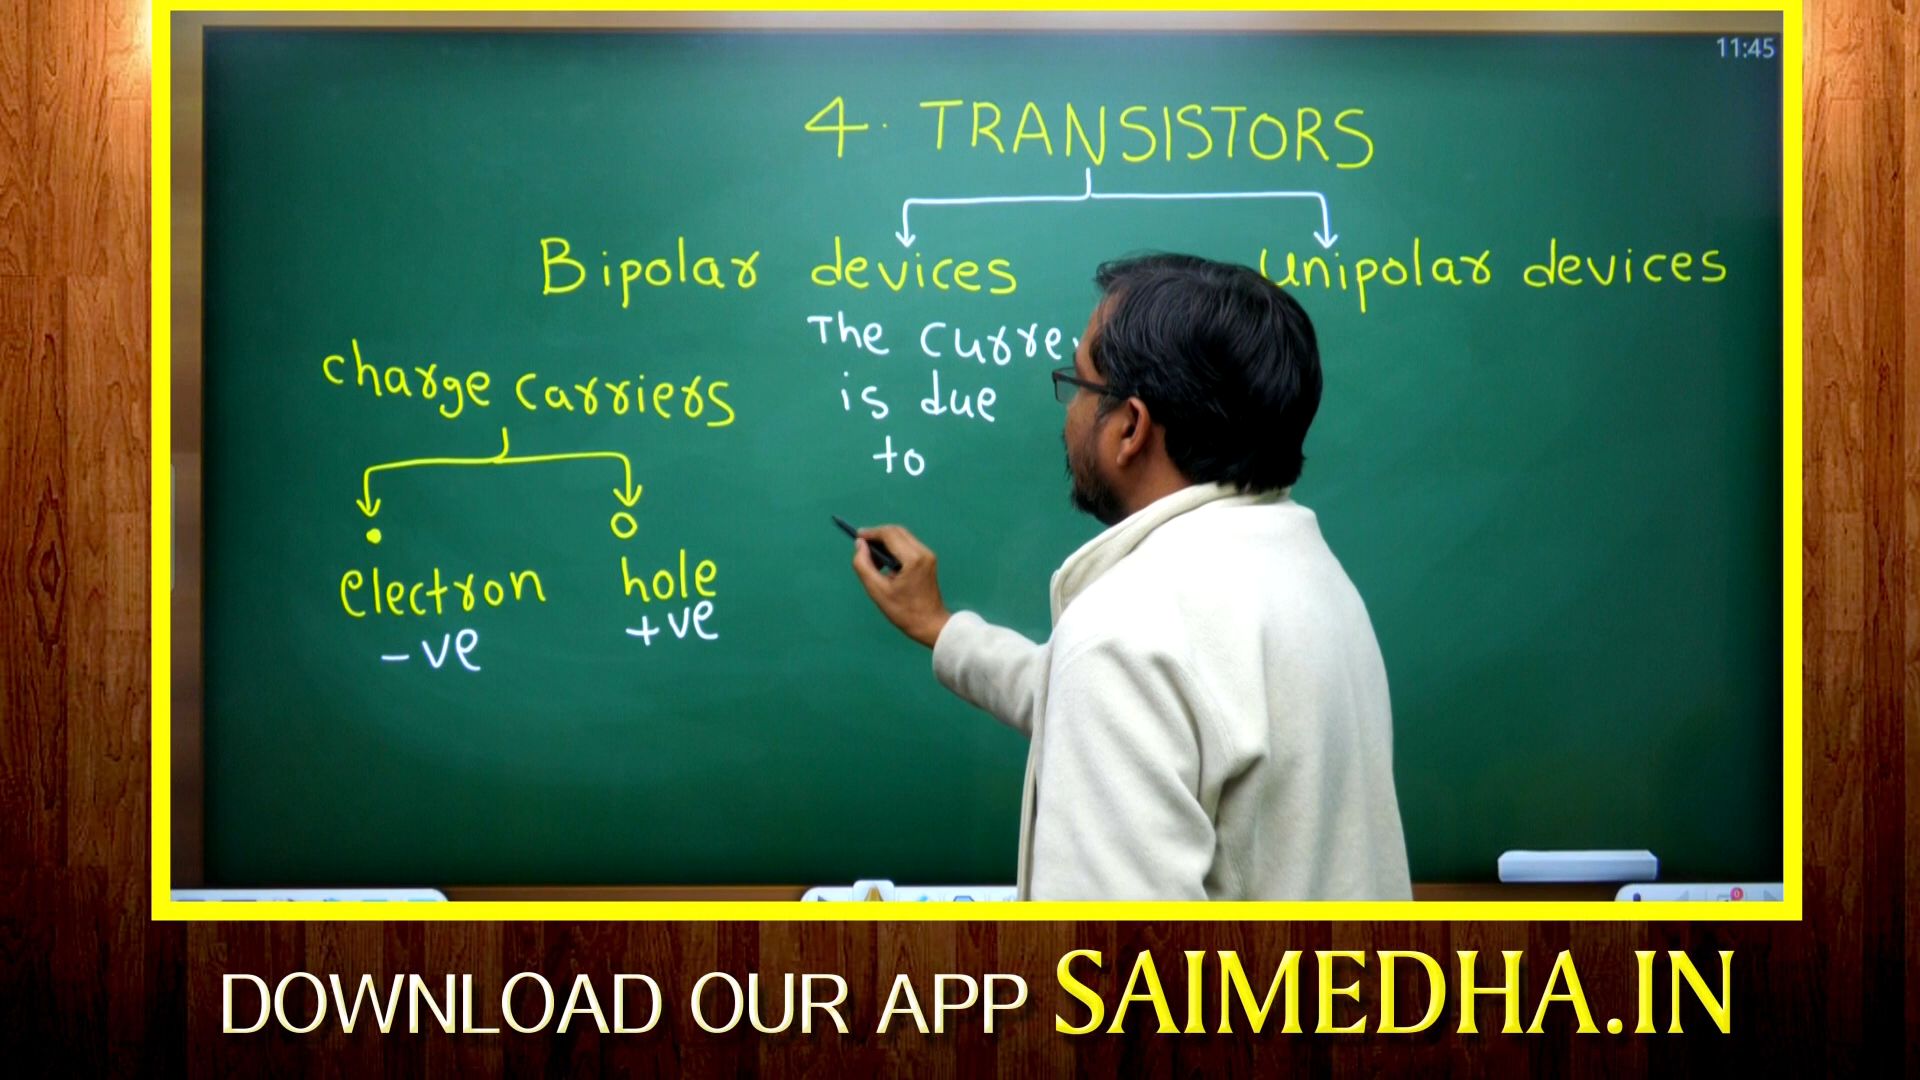 11:45
4. TRANSISTORS
Bipolar devices
Unipolar devices
The curre
is due
to
charge carriers
electron
hole
-ve
+ve
DOWNLOAD OUR APP SAIMEDHA.IN